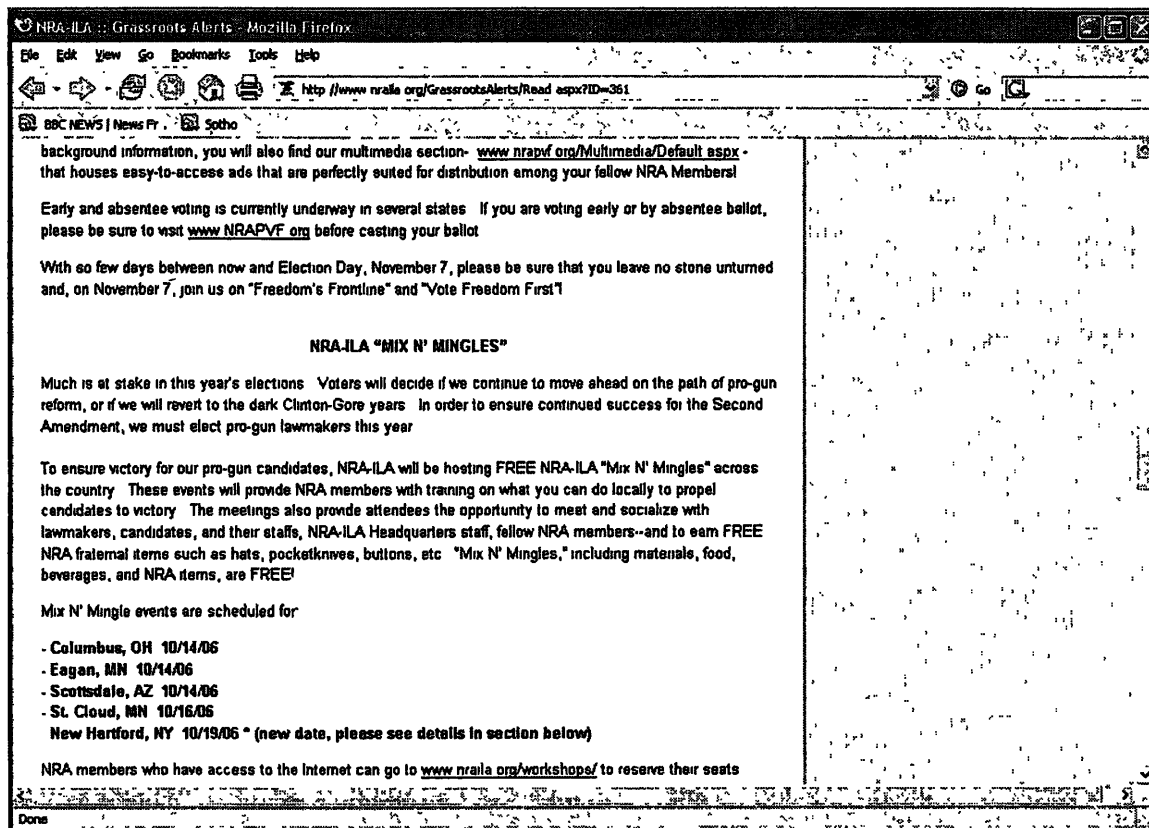 NRA-ILA :: Grassroots Alerts - Mozilla Firefox
File Edit View Go Bookmarks Tools Help
http //www nraila org/GrassrootsAlerts/Read aspx?ID=361 Go
BBC NEWS | News Fr . Sotho
background information, you will also find our multimedia section- www nrapvf org/Multimedia/Default aspx -
that houses easy-to-access ads that are perfectly suited for distribution among your fellow NRA Members!
Early and absentee voting is currently underway in several states If you are voting early or by absentee ballot,
please be sure to visit www NRAPVF org before casting your ballot
With so few days between now and Election Day, November 7, please be sure that you leave no stone unturned
and, on November 7, join us on "Freedom's Frontline" and "Vote Freedom First"!
NRA-ILA "MIX N' MINGLES"
Much is at stake in this year's elections Voters will decide if we continue to move ahead on the path of pro-gun
reform, or if we will revert to the dark Clinton-Gore years In order to ensure continued success for the Second
Amendment, we must elect pro-gun lawmakers this year
To ensure victory for our pro-gun candidates, NRA-ILA will be hosting FREE NRA-ILA "Mix N' Mingles" across
the country These events will provide NRA members with training on what you can do locally to propel
candidates to victory The meetings also provide attendees the opportunity to meet and socialize with
lawmakers, candidates, and their staffs, NRA-ILA Headquarters staff, fellow NRA members--and to earn FREE
NRA fraternal items such as hats, pocketknives, buttons, etc "Mix N' Mingles," including materials, food,
beverages, and NRA items, are FREE!
Mix N' Mingle events are scheduled for
- Columbus, OH 10/14/06
- Eagan, MN 10/14/06
- Scottsdale, AZ 10/14/06
- St. Cloud, MN 10/16/06
New Hartford, NY 10/19/06 * (new date, please see details in section below)
NRA members who have access to the Internet can go to www nraila org/workshops/ to reserve their seats
Done